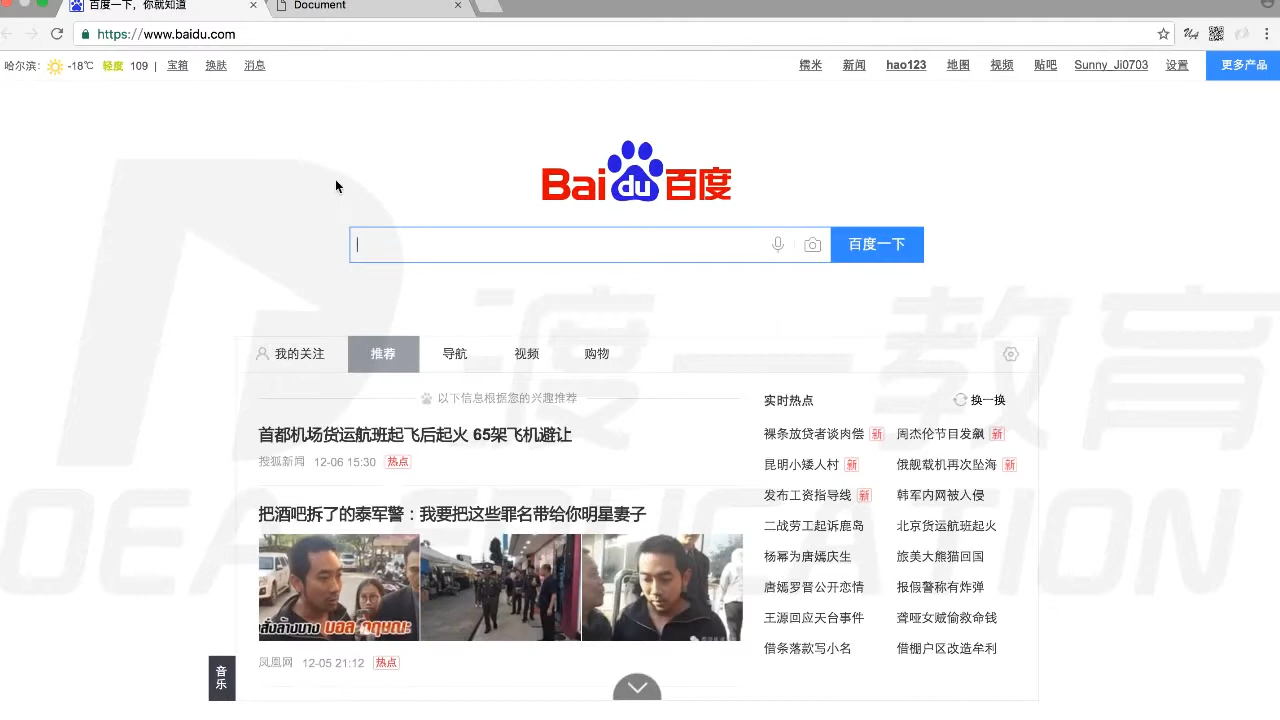 百度一下，你就知道
Document
https://www.baidu.com
哈尔滨： -18℃ 轻度 109 | 宝箱 换肤 消息
糯米 新闻 hao123 地图 视频 贴吧 Sunny_Ji0703 设置 更多产品
Bai du 百度
百度一下
渡一教育
DUYI EDUCATION
我的关注 推荐 导航 视频 购物
以下信息根据您的兴趣推荐
首都机场货运航班起飞后起火 65架飞机避让
搜狐新闻 12-06 15:30 热点
把酒吧拆了的泰军警：我要把这些罪名带给你明星妻子
凤凰网 12-05 21:12 热点
实时热点 换一换
裸条放贷者谈肉偿 新 周杰伦节目发飙 新
昆明小矮人村 新 俄舰载机再次坠海 新
发布工资指导线 新 韩军内网被入侵
二战劳工起诉鹿岛 北京货运航班起火
杨幂为唐嫣庆生 旅美大熊猫回国
唐嫣罗晋公开恋情 报假警称有炸弹
王源回应天台事件 聋哑女贼偷救命钱
借条落款写小名 借棚户区改造牟利
音乐